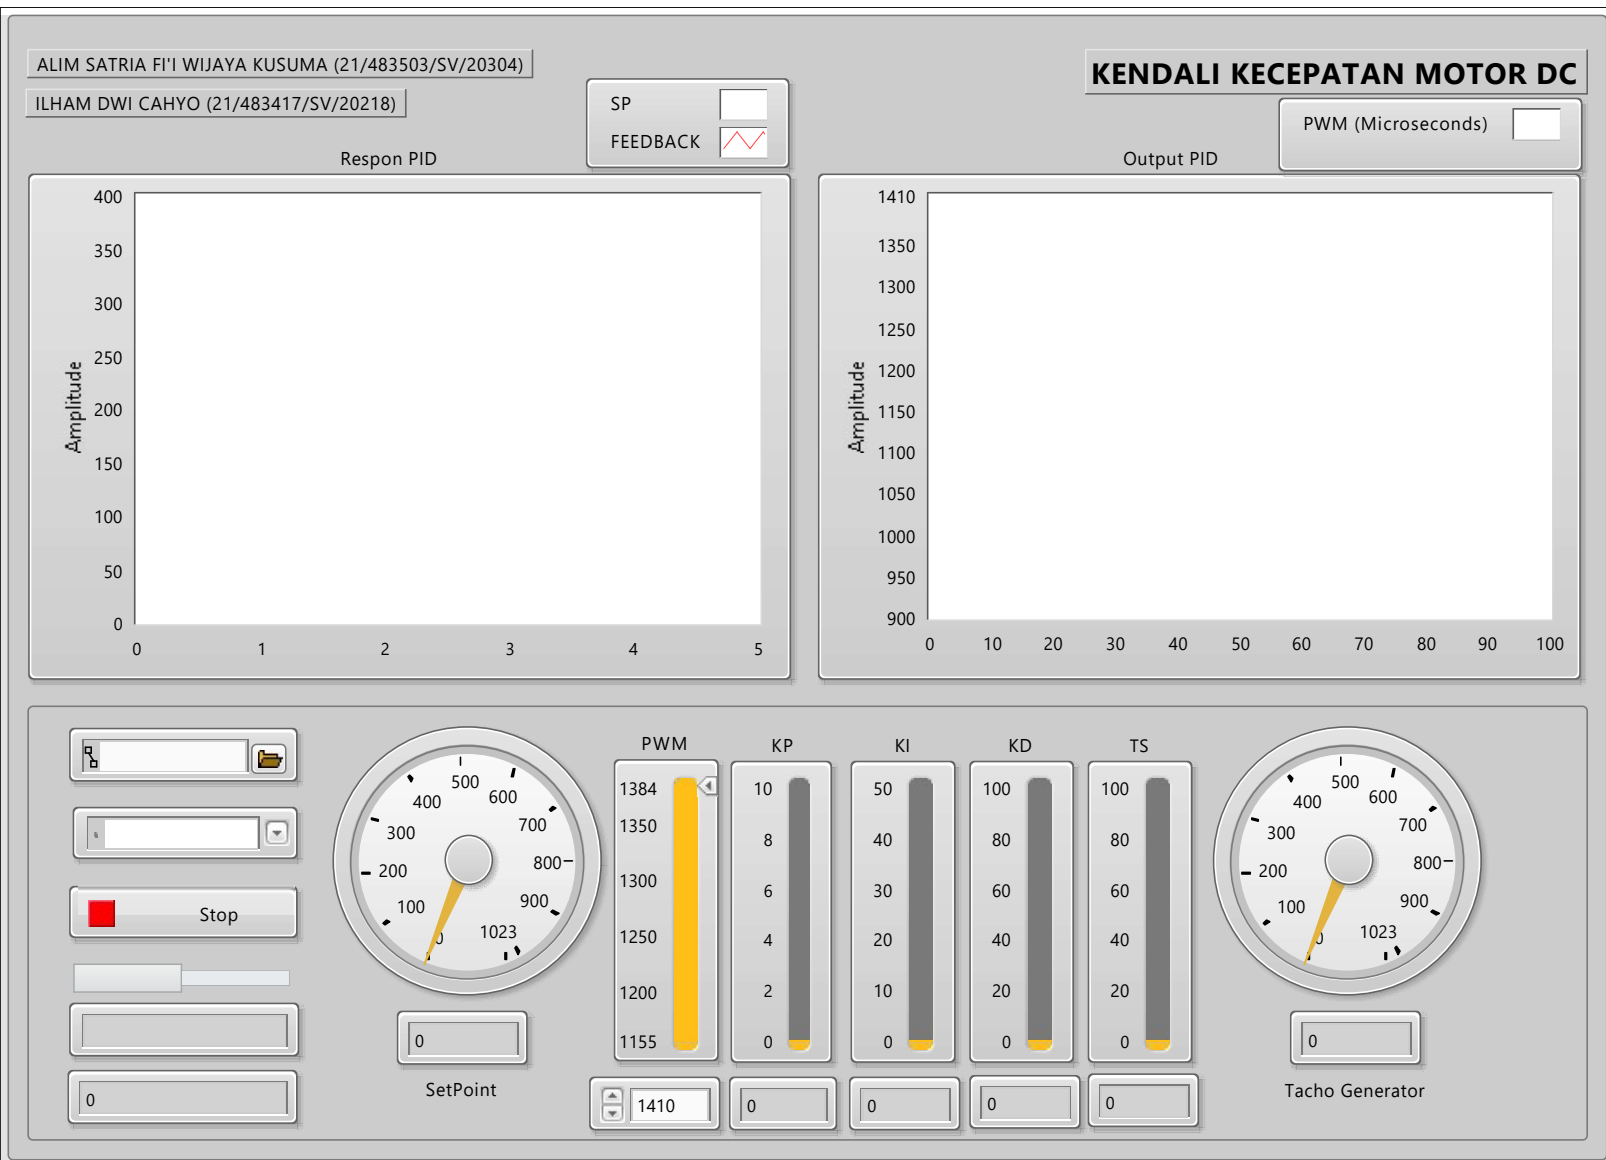 ALIM SATRIA FI'I WIJAYA KUSUMA (21/483503/SV/20304)
ILHAM DWI CAHYO (21/483417/SV/20218)
KENDALI KECEPATAN MOTOR DC
SP
FEEDBACK
PWM (Microseconds)
Respon PID
Output PID
Amplitude
400
350
300
250
200
150
100
50
0
0 1 2 3 4 5
Amplitude
1410
1350
1300
1250
1200
1150
1100
1050
1000
950
900
0 10 20 30 40 50 60 70 80 90 100
Stop
0
0 100 200 300 400 500 600 700 800 900 1023
0
SetPoint
PWM
1384
1350
1300
1250
1200
1155
1410
KP
10
8
6
4
2
0
0
KI
50
40
30
20
10
0
0
KD
100
80
60
40
20
0
0
TS
100
80
60
40
20
0
0
0 100 200 300 400 500 600 700 800 900 1023
0
Tacho Generator